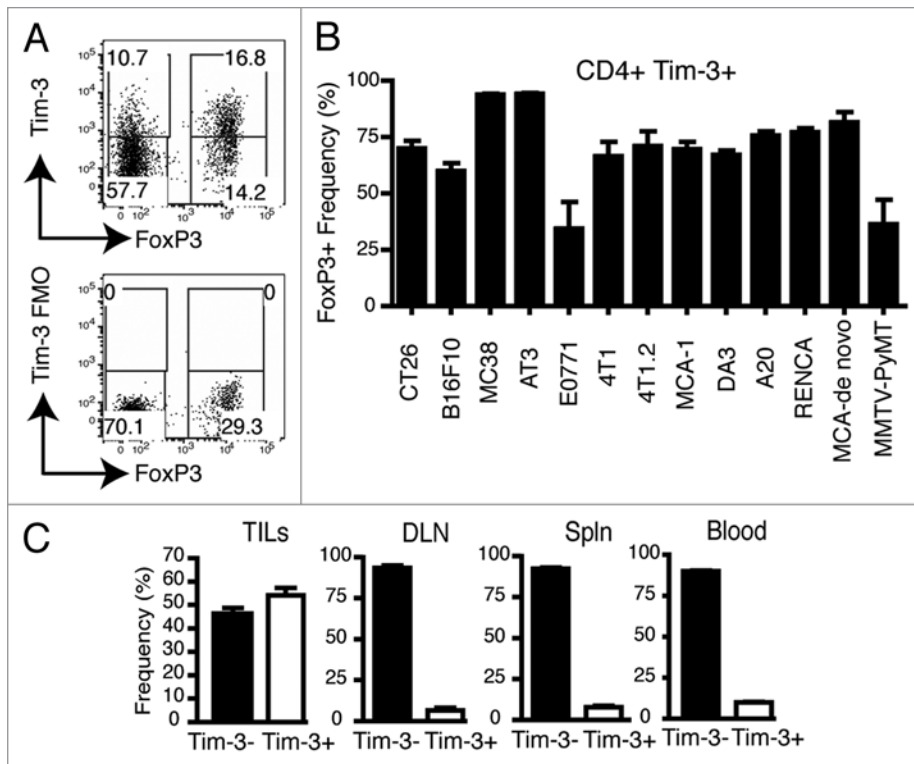 A
Tim-3
10⁵
10⁴
10³
10²
0
10.7
16.8
57.7
14.2
0 10² 10³ 10⁴ 10⁵
FoxP3
Tim-3 FMO
10⁵
10⁴
10³
10²
0
0
0
70.1
29.3
0 10² 10³ 10⁴ 10⁵
FoxP3
B
CD4+ Tim-3+
FoxP3+ Frequency (%)
100
75
50
25
0
CT26
B16F10
MC38
AT3
E0771
4T1
4T1.2
MCA-1
DA3
A20
RENCA
MCA-de novo
MMTV-PyMT
C
TILs
Frequency (%)
70
60
50
40
30
20
10
0
Tim-3- Tim-3+
DLN
100
75
50
25
0
Tim-3- Tim-3+
Spln
100
75
50
25
0
Tim-3- Tim-3+
Blood
100
75
50
25
0
Tim-3- Tim-3+